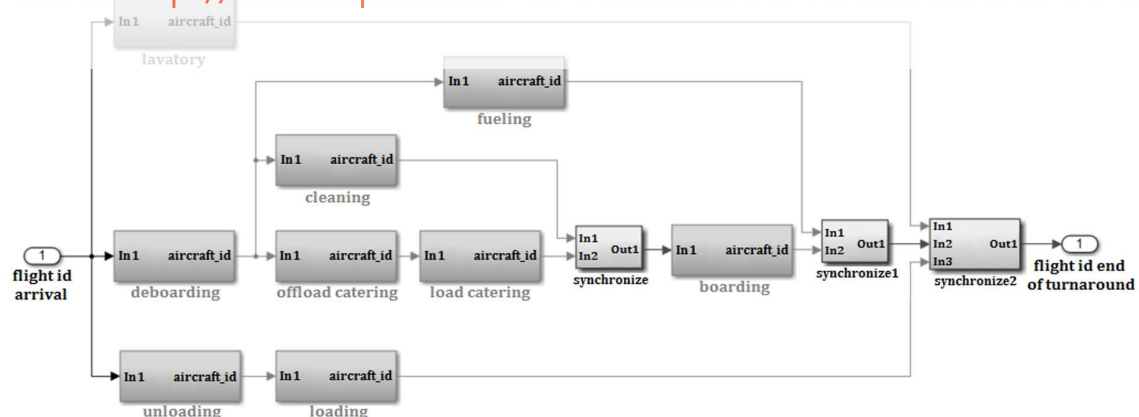 In1 aircraft_id
lavatory
In1 aircraft_id
fueling
In1 aircraft_id
cleaning
1
flight id
arrival
In1 aircraft_id
deboarding
In1 aircraft_id
offload catering
In1 aircraft_id
load catering
In1
In2
Out1
synchronize
In1 aircraft_id
boarding
In1
In2
Out1
synchronize1
In1
In2
In3
Out1
synchronize2
1
flight id end
of turnaround
In1 aircraft_id
unloading
In1 aircraft_id
loading